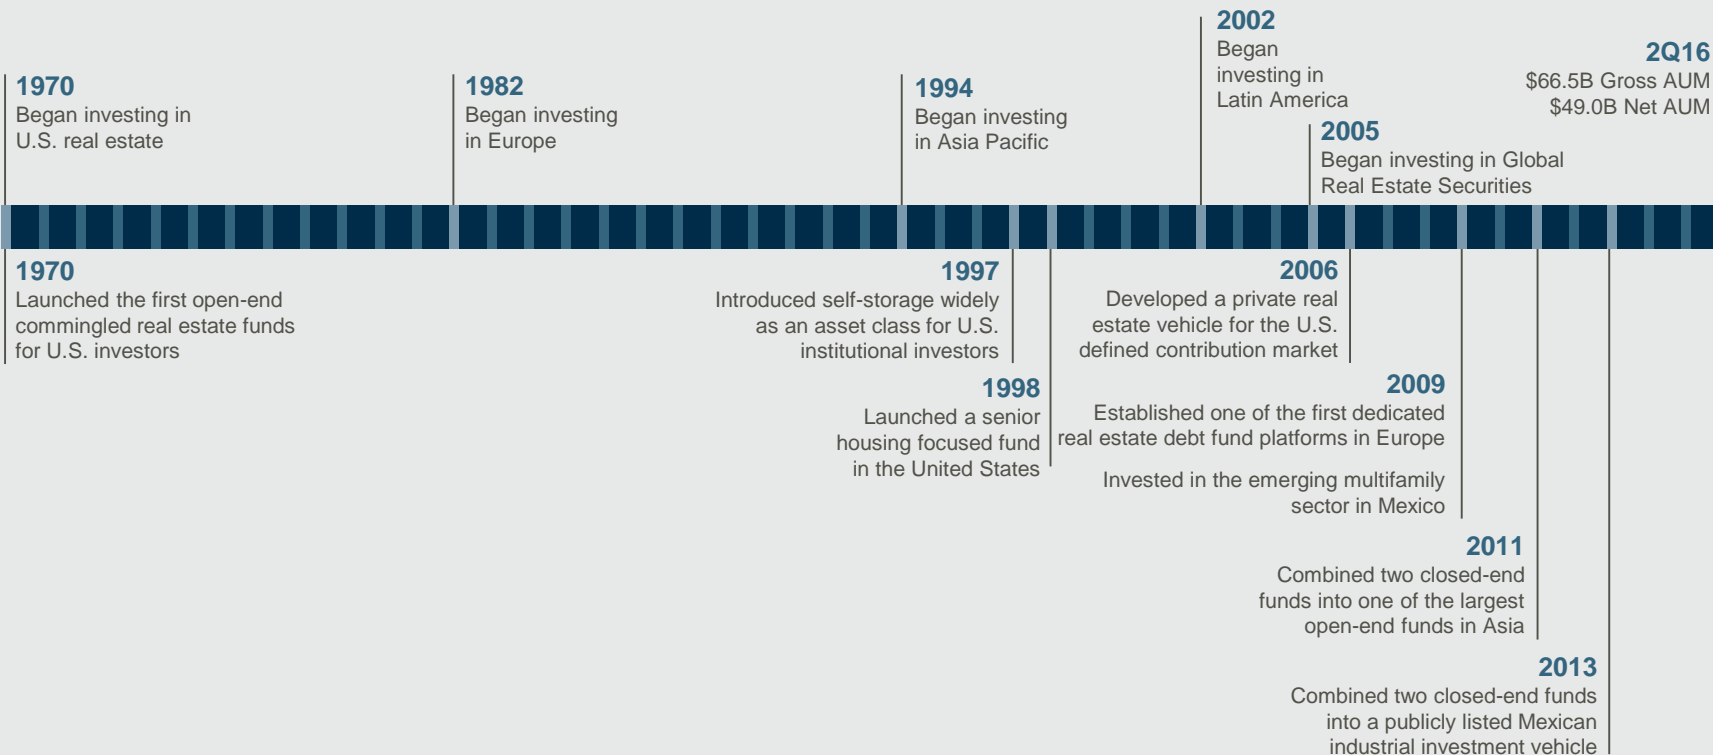 1970
Began investing in
U.S. real estate
1982
Began investing
in Europe
1994
Began investing
in Asia Pacific
2002
Began
investing in
Latin America
2005
Began investing in Global
Real Estate Securities
2Q16
$66.5B Gross AUM
$49.0B Net AUM
1970
Launched the first open-end
commingled real estate funds
for U.S. investors
1997
Introduced self-storage widely
as an asset class for U.S.
institutional investors
1998
Launched a senior
housing focused fund
in the United States
2006
Developed a private real
estate vehicle for the U.S.
defined contribution market
2009
Established one of the first dedicated
real estate debt fund platforms in Europe
Invested in the emerging multifamily
sector in Mexico
2011
Combined two closed-end
funds into one of the largest
open-end funds in Asia
2013
Combined two closed-end funds
into a publicly listed Mexican
industrial investment vehicle